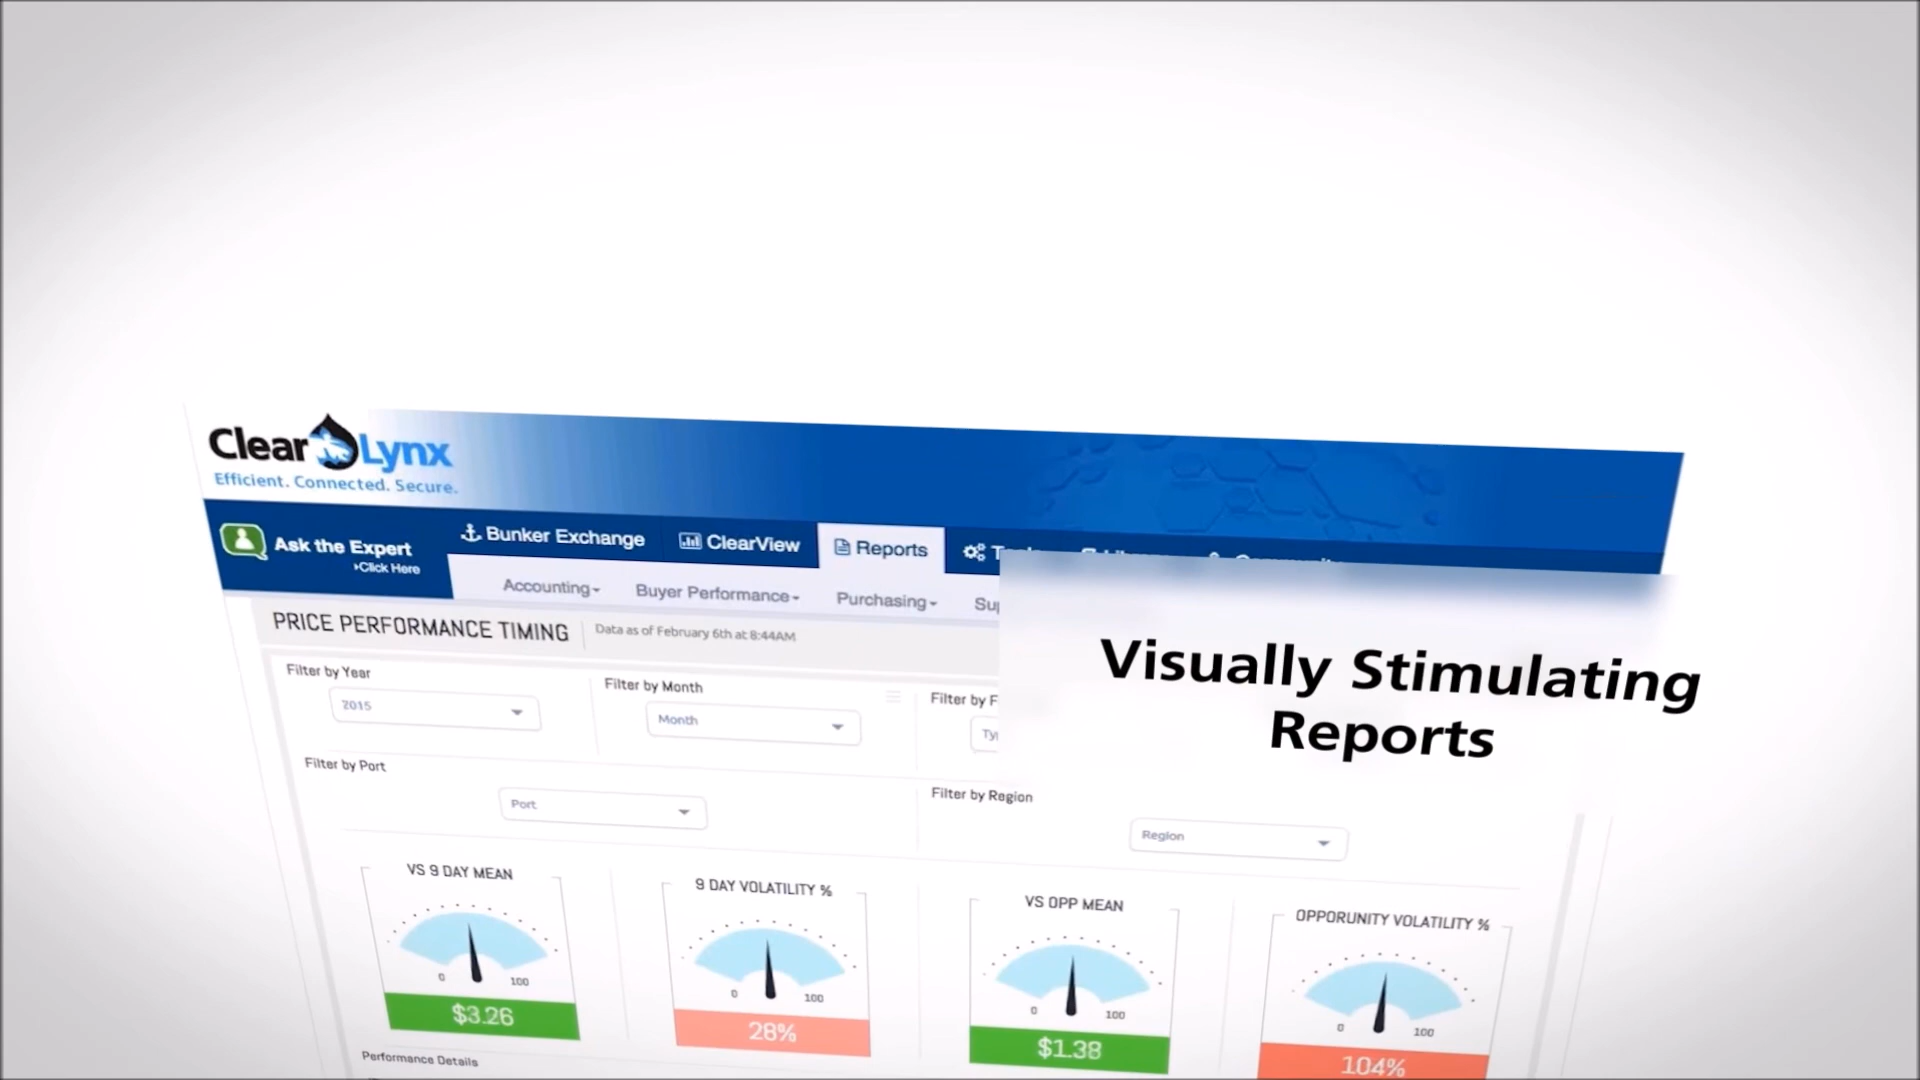 Clear Lynx
Efficient. Connected. Secure.
Ask the Expert
Click Here
Bunker Exchange
ClearView
Reports
Accounting
Buyer Performance
Purchasing
PRICE PERFORMANCE TIMING
Data as of February 6th at 8:44AM
Visually Stimulating
Reports
Filter by Year
2015
Filter by Month
Month
Filter by F
Filter by Port
Port
Filter by Region
Region
VS 9 DAY MEAN
0 100
$3.26
9 DAY VOLATILITY %
0 100
28%
VS OPP MEAN
0 100
$1.38
OPPORUNITY VOLATILITY %
0 100
104%
Performance Details